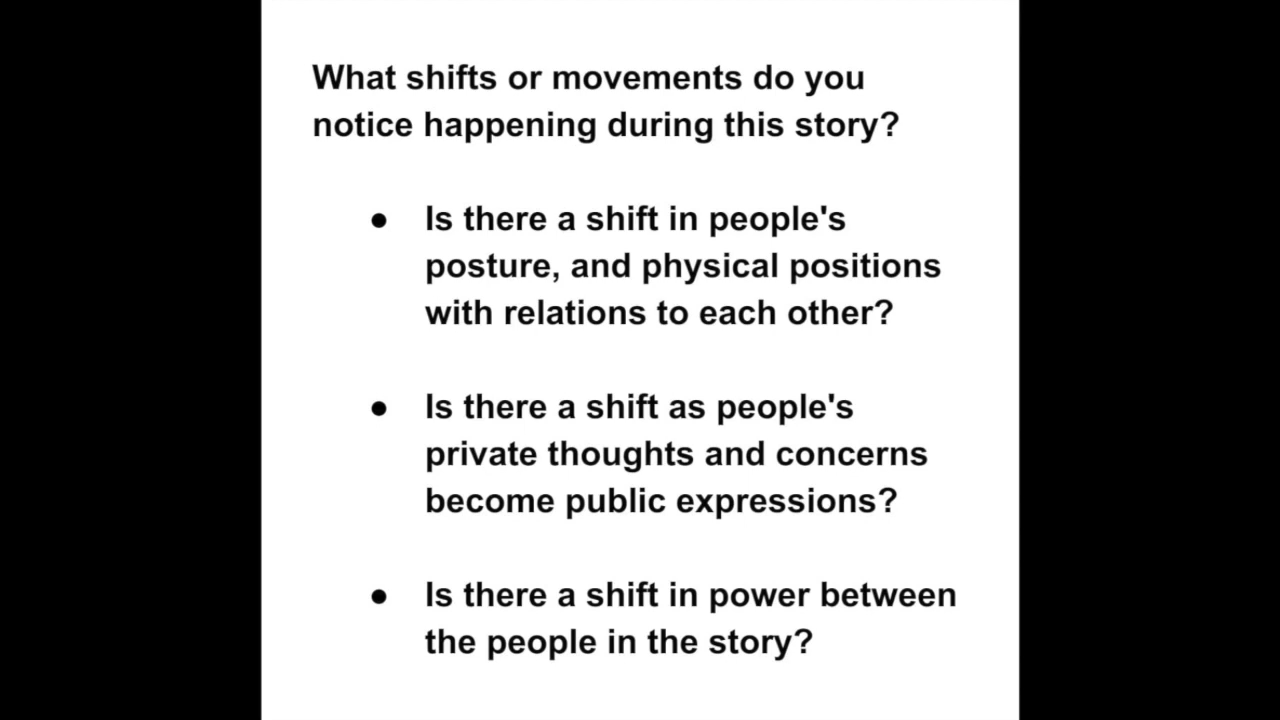 What shifts or movements do you
notice happening during this story?
● Is there a shift in people's
posture, and physical positions
with relations to each other?
● Is there a shift as people's
private thoughts and concerns
become public expressions?
● Is there a shift in power between
the people in the story?